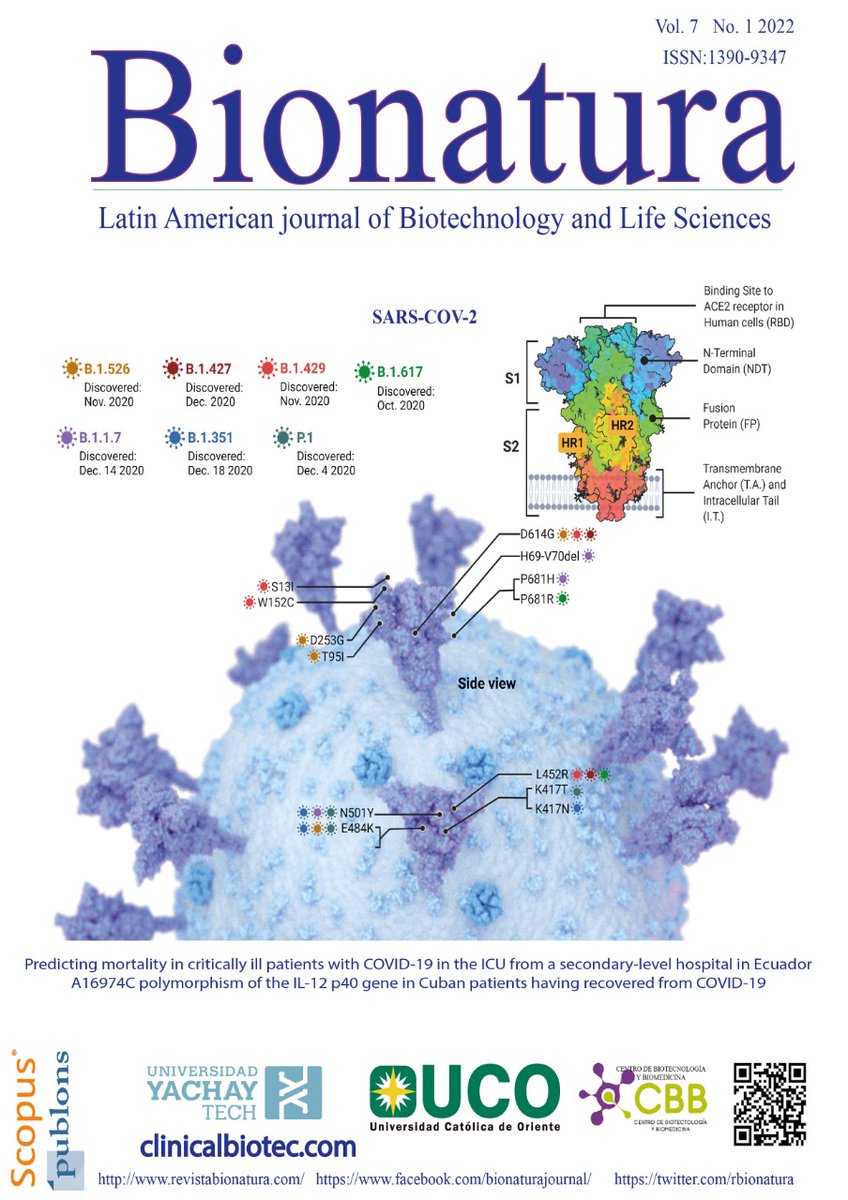 Vol. 7 No. 1 2022
ISSN:1390-9347
Bionatura
Latin American journal of Biotechnology and Life Sciences
SARS-COV-2
B.1.526
Discovered:
Nov. 2020
B.1.427
Discovered:
Dec. 2020
B.1.429
Discovered:
Nov. 2020
B.1.617
Discovered:
Oct. 2020
B.1.1.7
Discovered:
Dec. 14 2020
B.1.351
Discovered:
Dec. 18 2020
P.1
Discovered:
Dec. 4 2020
Binding Site to
ACE2 receptor in
Human cells (RBD)
N-Terminal
Domain (NDT)
Fusion
Protein (FP)
Transmembrane
Anchor (T.A.) and
Intracellular Tail
(I.T.)
S1
S2
HR1
HR2
D614G
H69-V70del
P681H
P681R
S13I
W152C
D253G
T95I
Side view
L452R
K417T
K417N
N501Y
E484K
Predicting mortality in critically ill patients with COVID-19 in the ICU from a secondary-level hospital in Ecuador
A16974C polymorphism of the IL-12 p40 gene in Cuban patients having recovered from COVID-19
Scopus®
publons
UNIVERSIDAD
YACHAY
TECH
clinicalbiotec.com
UCO
Universidad Católica de Oriente
CENTRO DE BIOTECNOLOGÍA
Y BIOMEDICINA
CBB
CENTRO DE BIOTECTOLOGÍA
Y BIOMEDICINA
http://www.revistabionatura.com/ https://www.facebook.com/bionaturajournal/ https://twitter.com/rbionatura